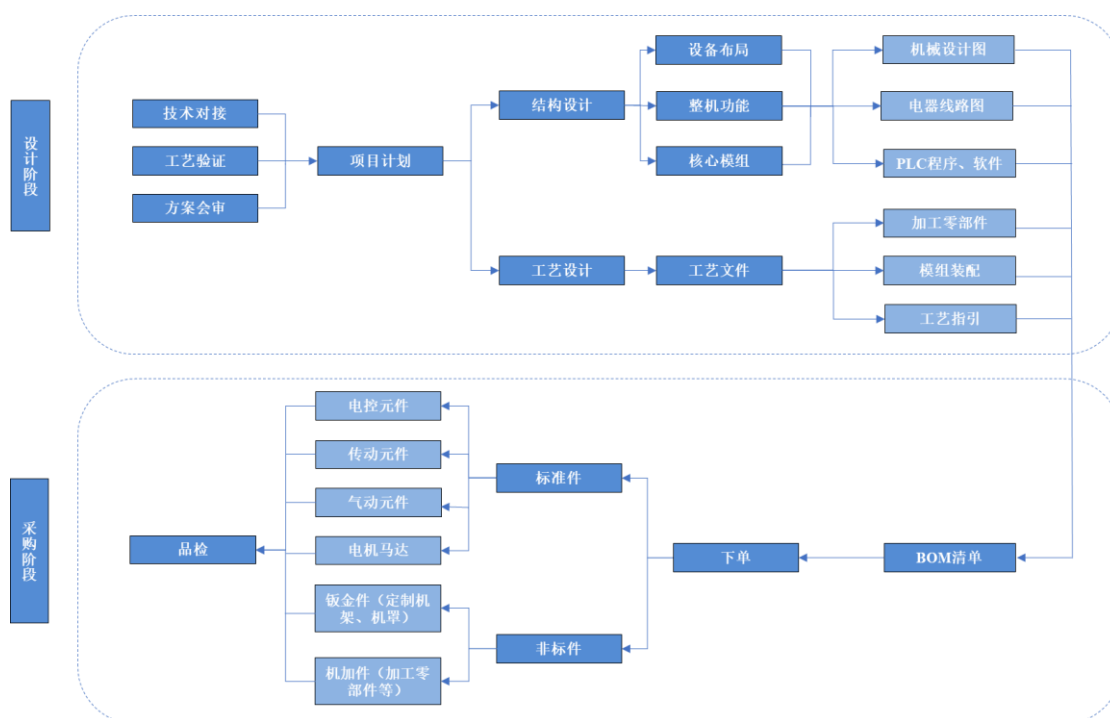 设计阶段
技术对接
工艺验证
方案会审
项目计划
结构设计
工艺设计
设备布局
整机功能
核心模组
工艺文件
机械设计图
电器线路图
PLC程序、软件
加工零部件
模组装配
工艺指引
采购阶段
品检
电控元件
传动元件
气动元件
电机马达
钣金件（定制机
架、机罩）
机加件（加工零
部件等）
标准件
非标件
下单
BOM清单